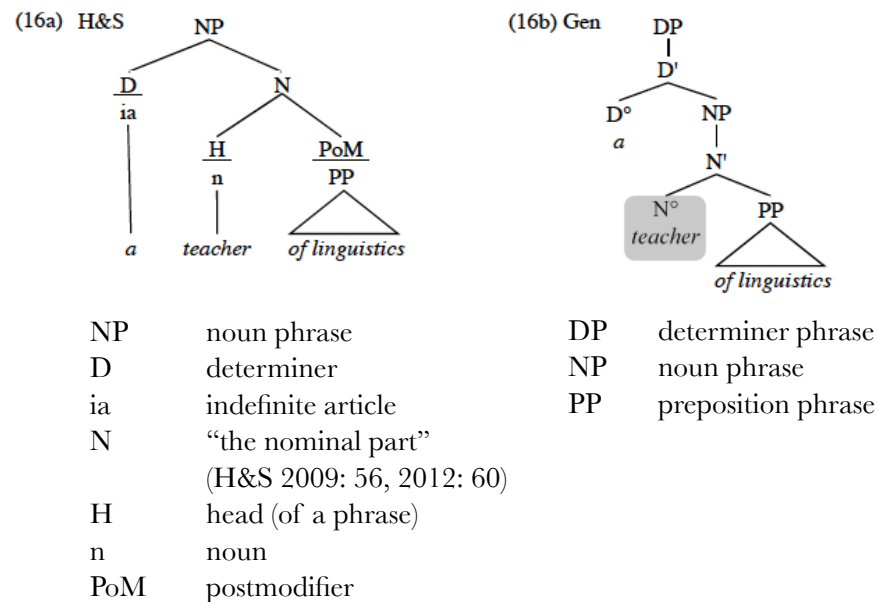 (16a) H&S
NP
D
ia
N
H
n
PoM
PP
a teacher of linguistics
(16b) Gen
DP
D'
D°
a
NP
N'
N°
teacher
PP
of linguistics
NP noun phrase
D determiner
ia indefinite article
N “the nominal part”
(H&S 2009: 56, 2012: 60)
H head (of a phrase)
n noun
PoM postmodifier
DP determiner phrase
NP noun phrase
PP preposition phrase